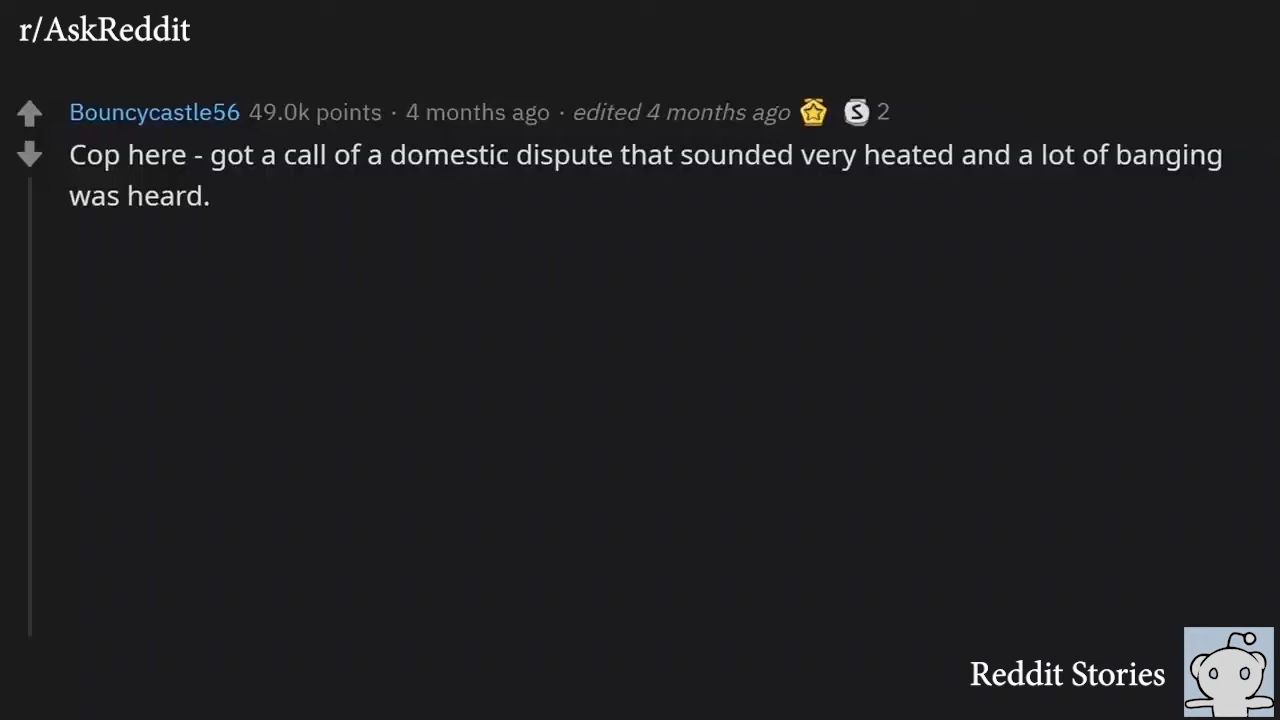 r/AskReddit
Bouncycastle56 49.0k points · 4 months ago · edited 4 months ago S 2
Cop here - got a call of a domestic dispute that sounded very heated and a lot of banging
was heard.
Reddit Stories